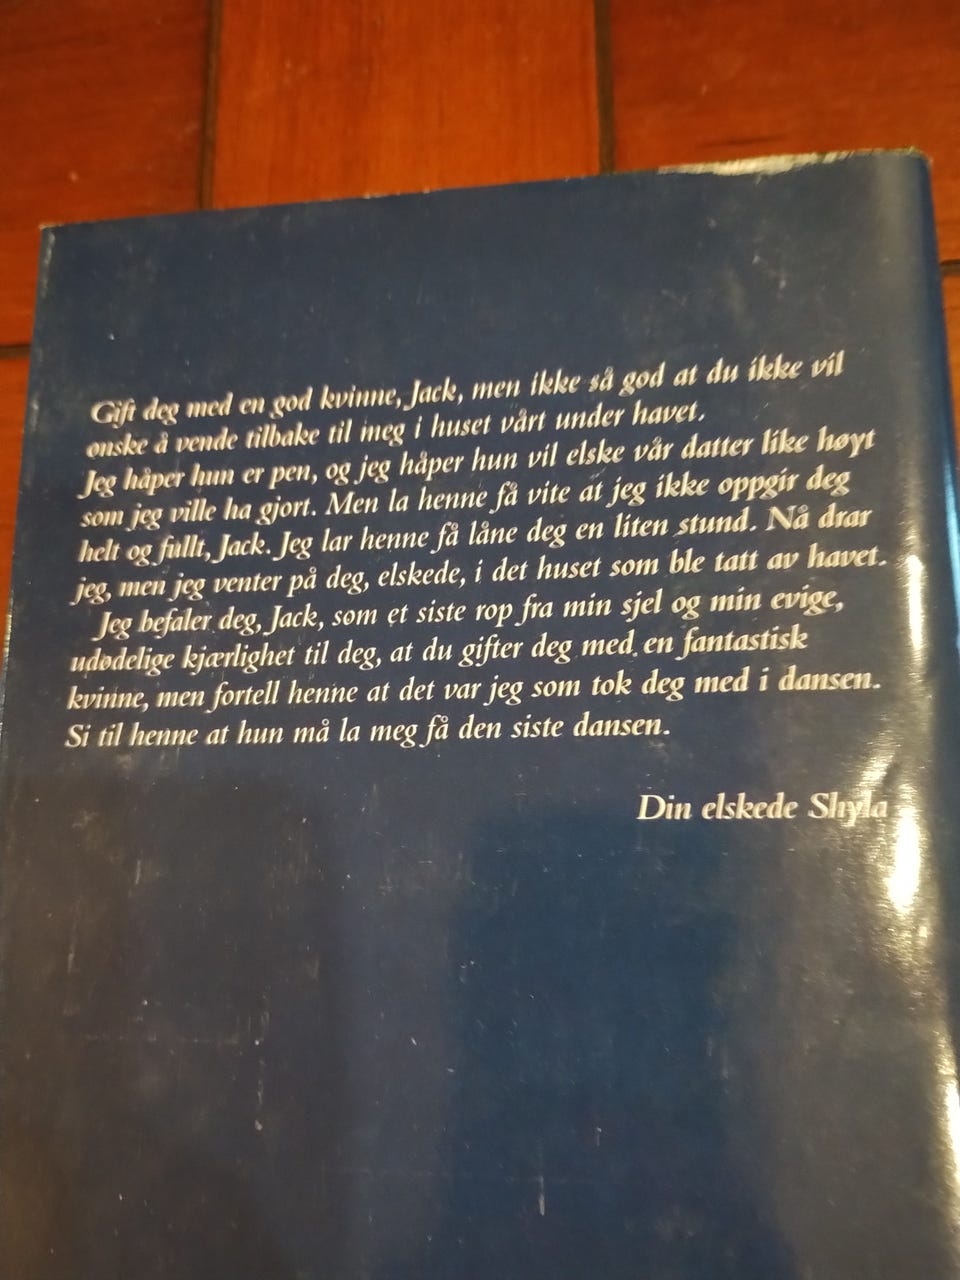 Gift deg med en god kvinne, Jack, men ikke så god at du ikke vil
ønske å vende tilbake til meg i huset vårt under havet.
Jeg håper hun er pen, og jeg håper hun vil elske vår datter like høyt
som jeg ville ha gjort. Men la henne få vite at jeg ikke oppgir deg
helt og fullt, Jack. Jeg lar henne få låne deg en liten stund. Nå drar
jeg, men jeg venter på deg, elskede, i det huset som ble tatt av havet.
Jeg befaler deg, Jack, som et siste rop fra min sjel og min evige,
udødelige kjærlighet til deg, at du gifter deg med en fantastisk
kvinne, men fortell henne at det var jeg som tok deg med i dansen.
Si til henne at hun må la meg få den siste dansen.
Din elskede Shyla